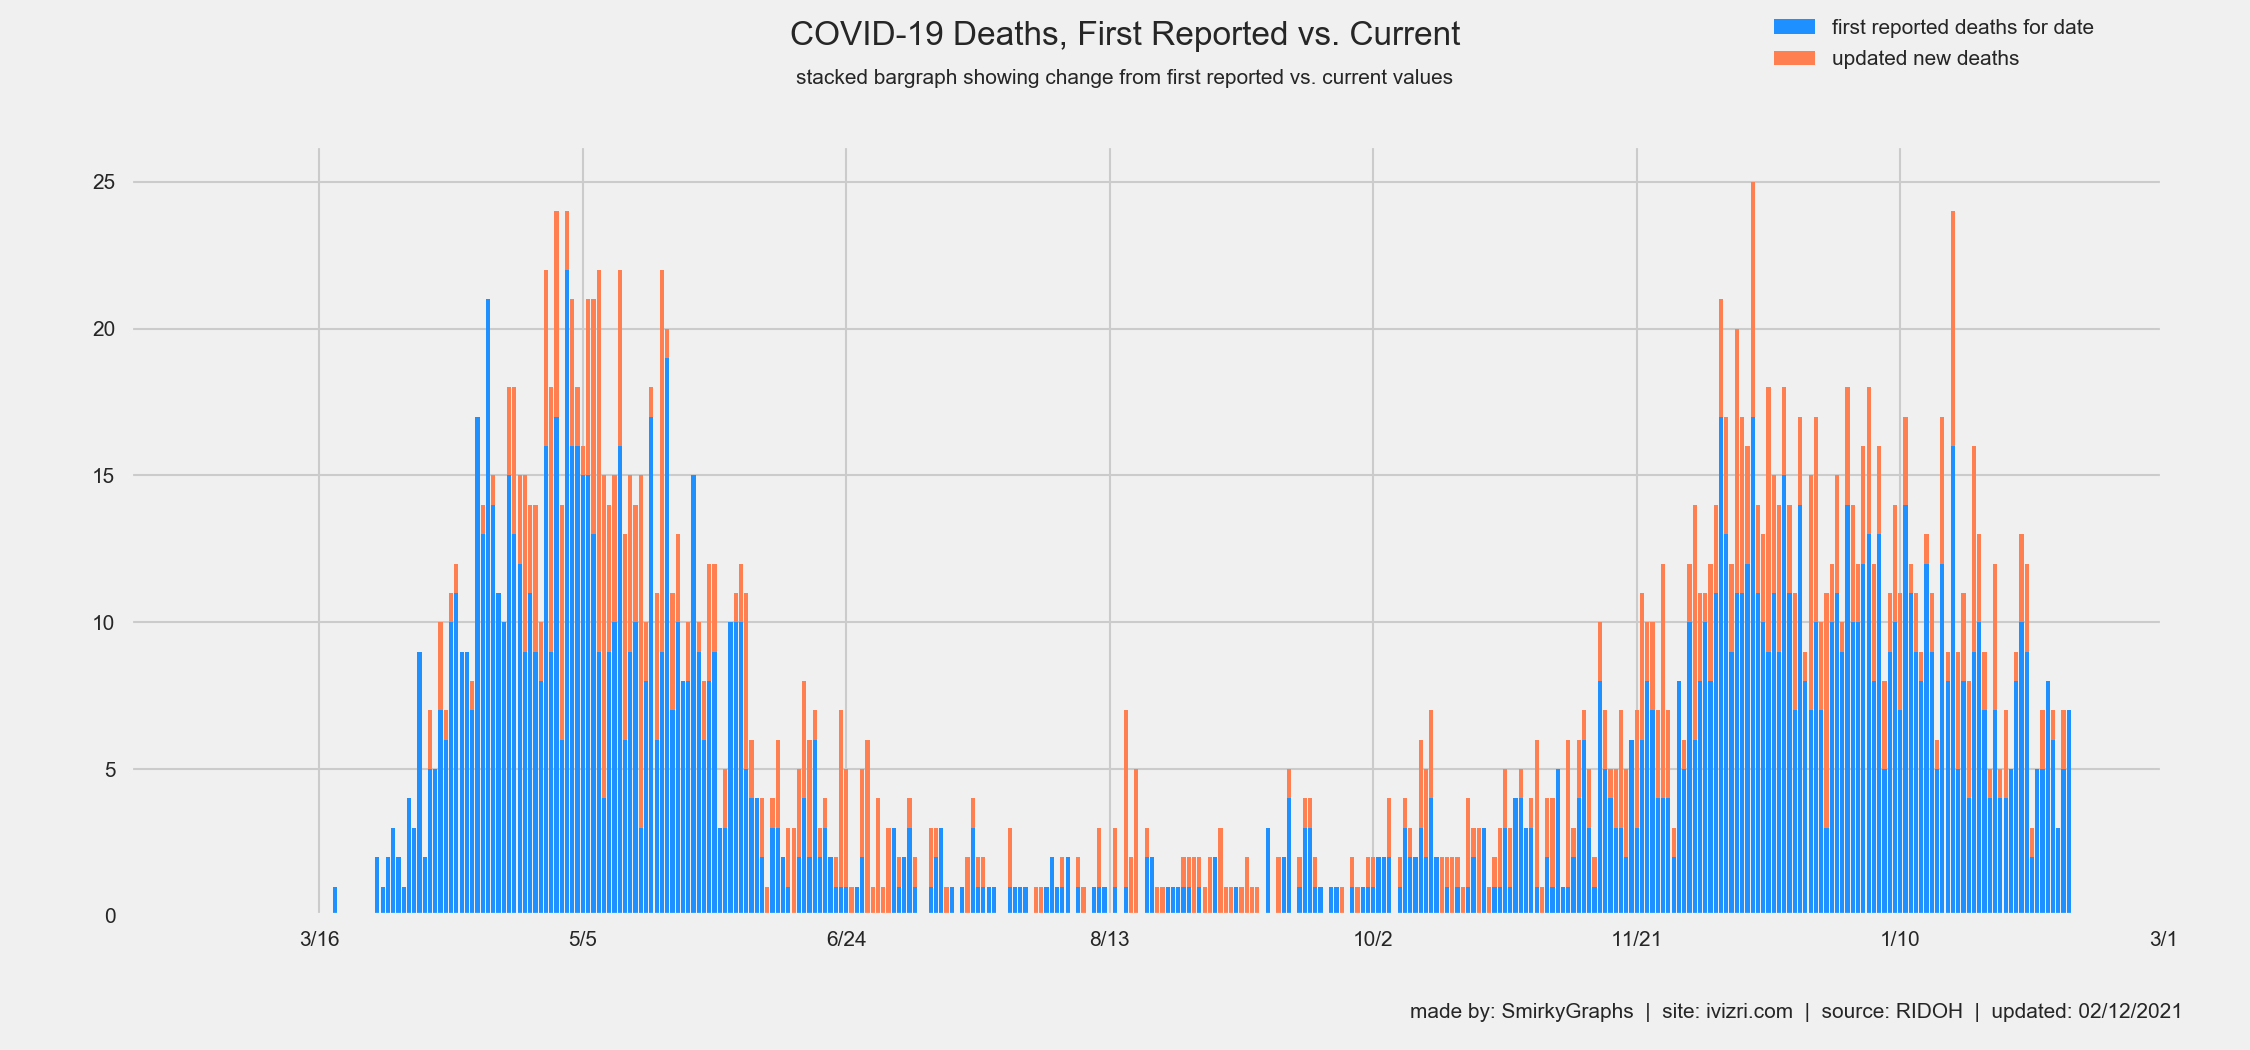 COVID-19 Deaths, First Reported vs. Current
stacked bargraph showing change from first reported vs. current values
first reported deaths for date
updated new deaths
25
20
15
10
5
0
3/16 5/5 6/24 8/13 10/2 11/21 1/10 3/1
made by: SmirkyGraphs | site: ivizri.com | source: RIDOH | updated: 02/12/2021